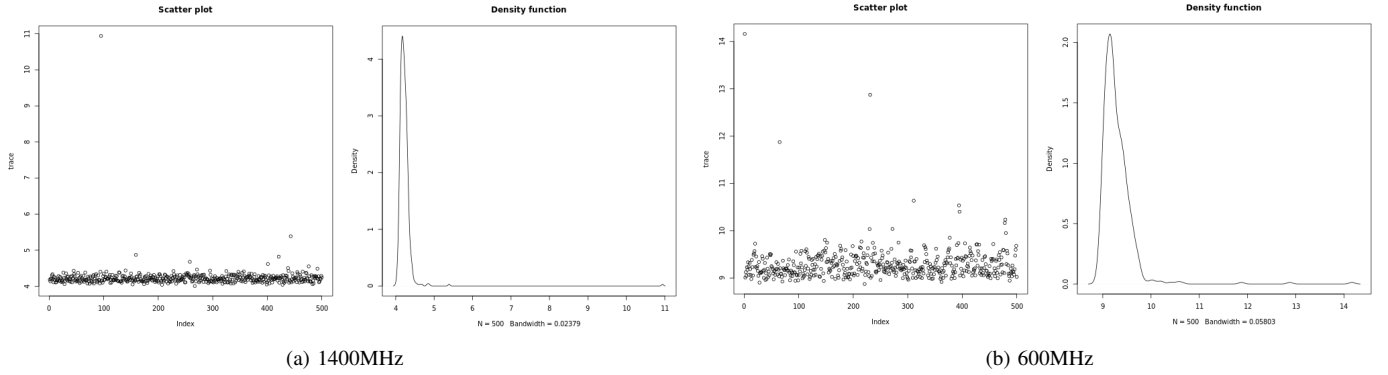 Scatter plot
trace
11
10
9
8
7
6
5
4
0 100 200 300 400 500
Index
Density function
Density
4
3
2
1
0
4 5 6 7 8 9 10 11
N = 500 Bandwidth = 0.02379
(a) 1400MHz
Scatter plot
trace
14
13
12
11
10
9
0 100 200 300 400 500
Index
Density function
Density
2.0
1.5
1.0
0.5
0.0
9 10 11 12 13 14
N = 500 Bandwidth = 0.05803
(b) 600MHz